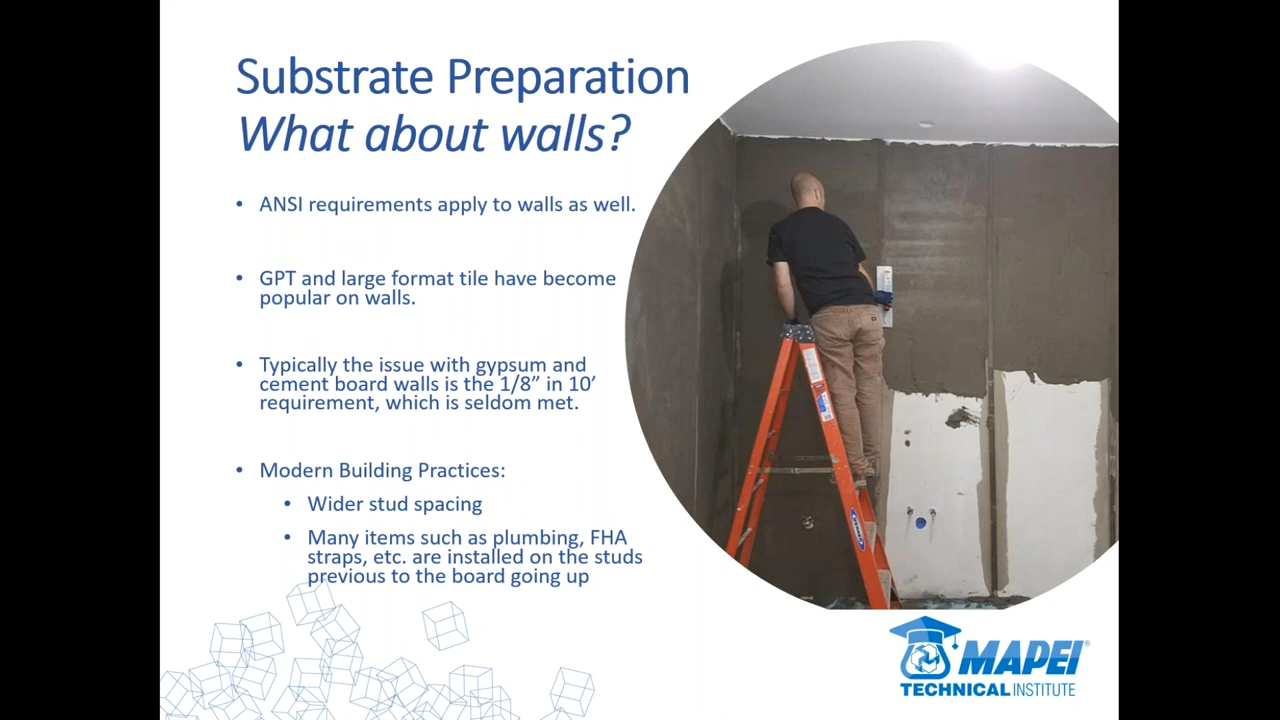 Substrate Preparation
What about walls?
• ANSI requirements apply to walls as well.
• GPT and large format tile have become
popular on walls.
• Typically the issue with gypsum and
cement board walls is the 1/8” in 10’
requirement, which is seldom met.
• Modern Building Practices:
• Wider stud spacing
• Many items such as plumbing, FHA
straps, etc. are installed on the studs
previous to the board going up
MAPEI®
TECHNICAL INSTITUTE